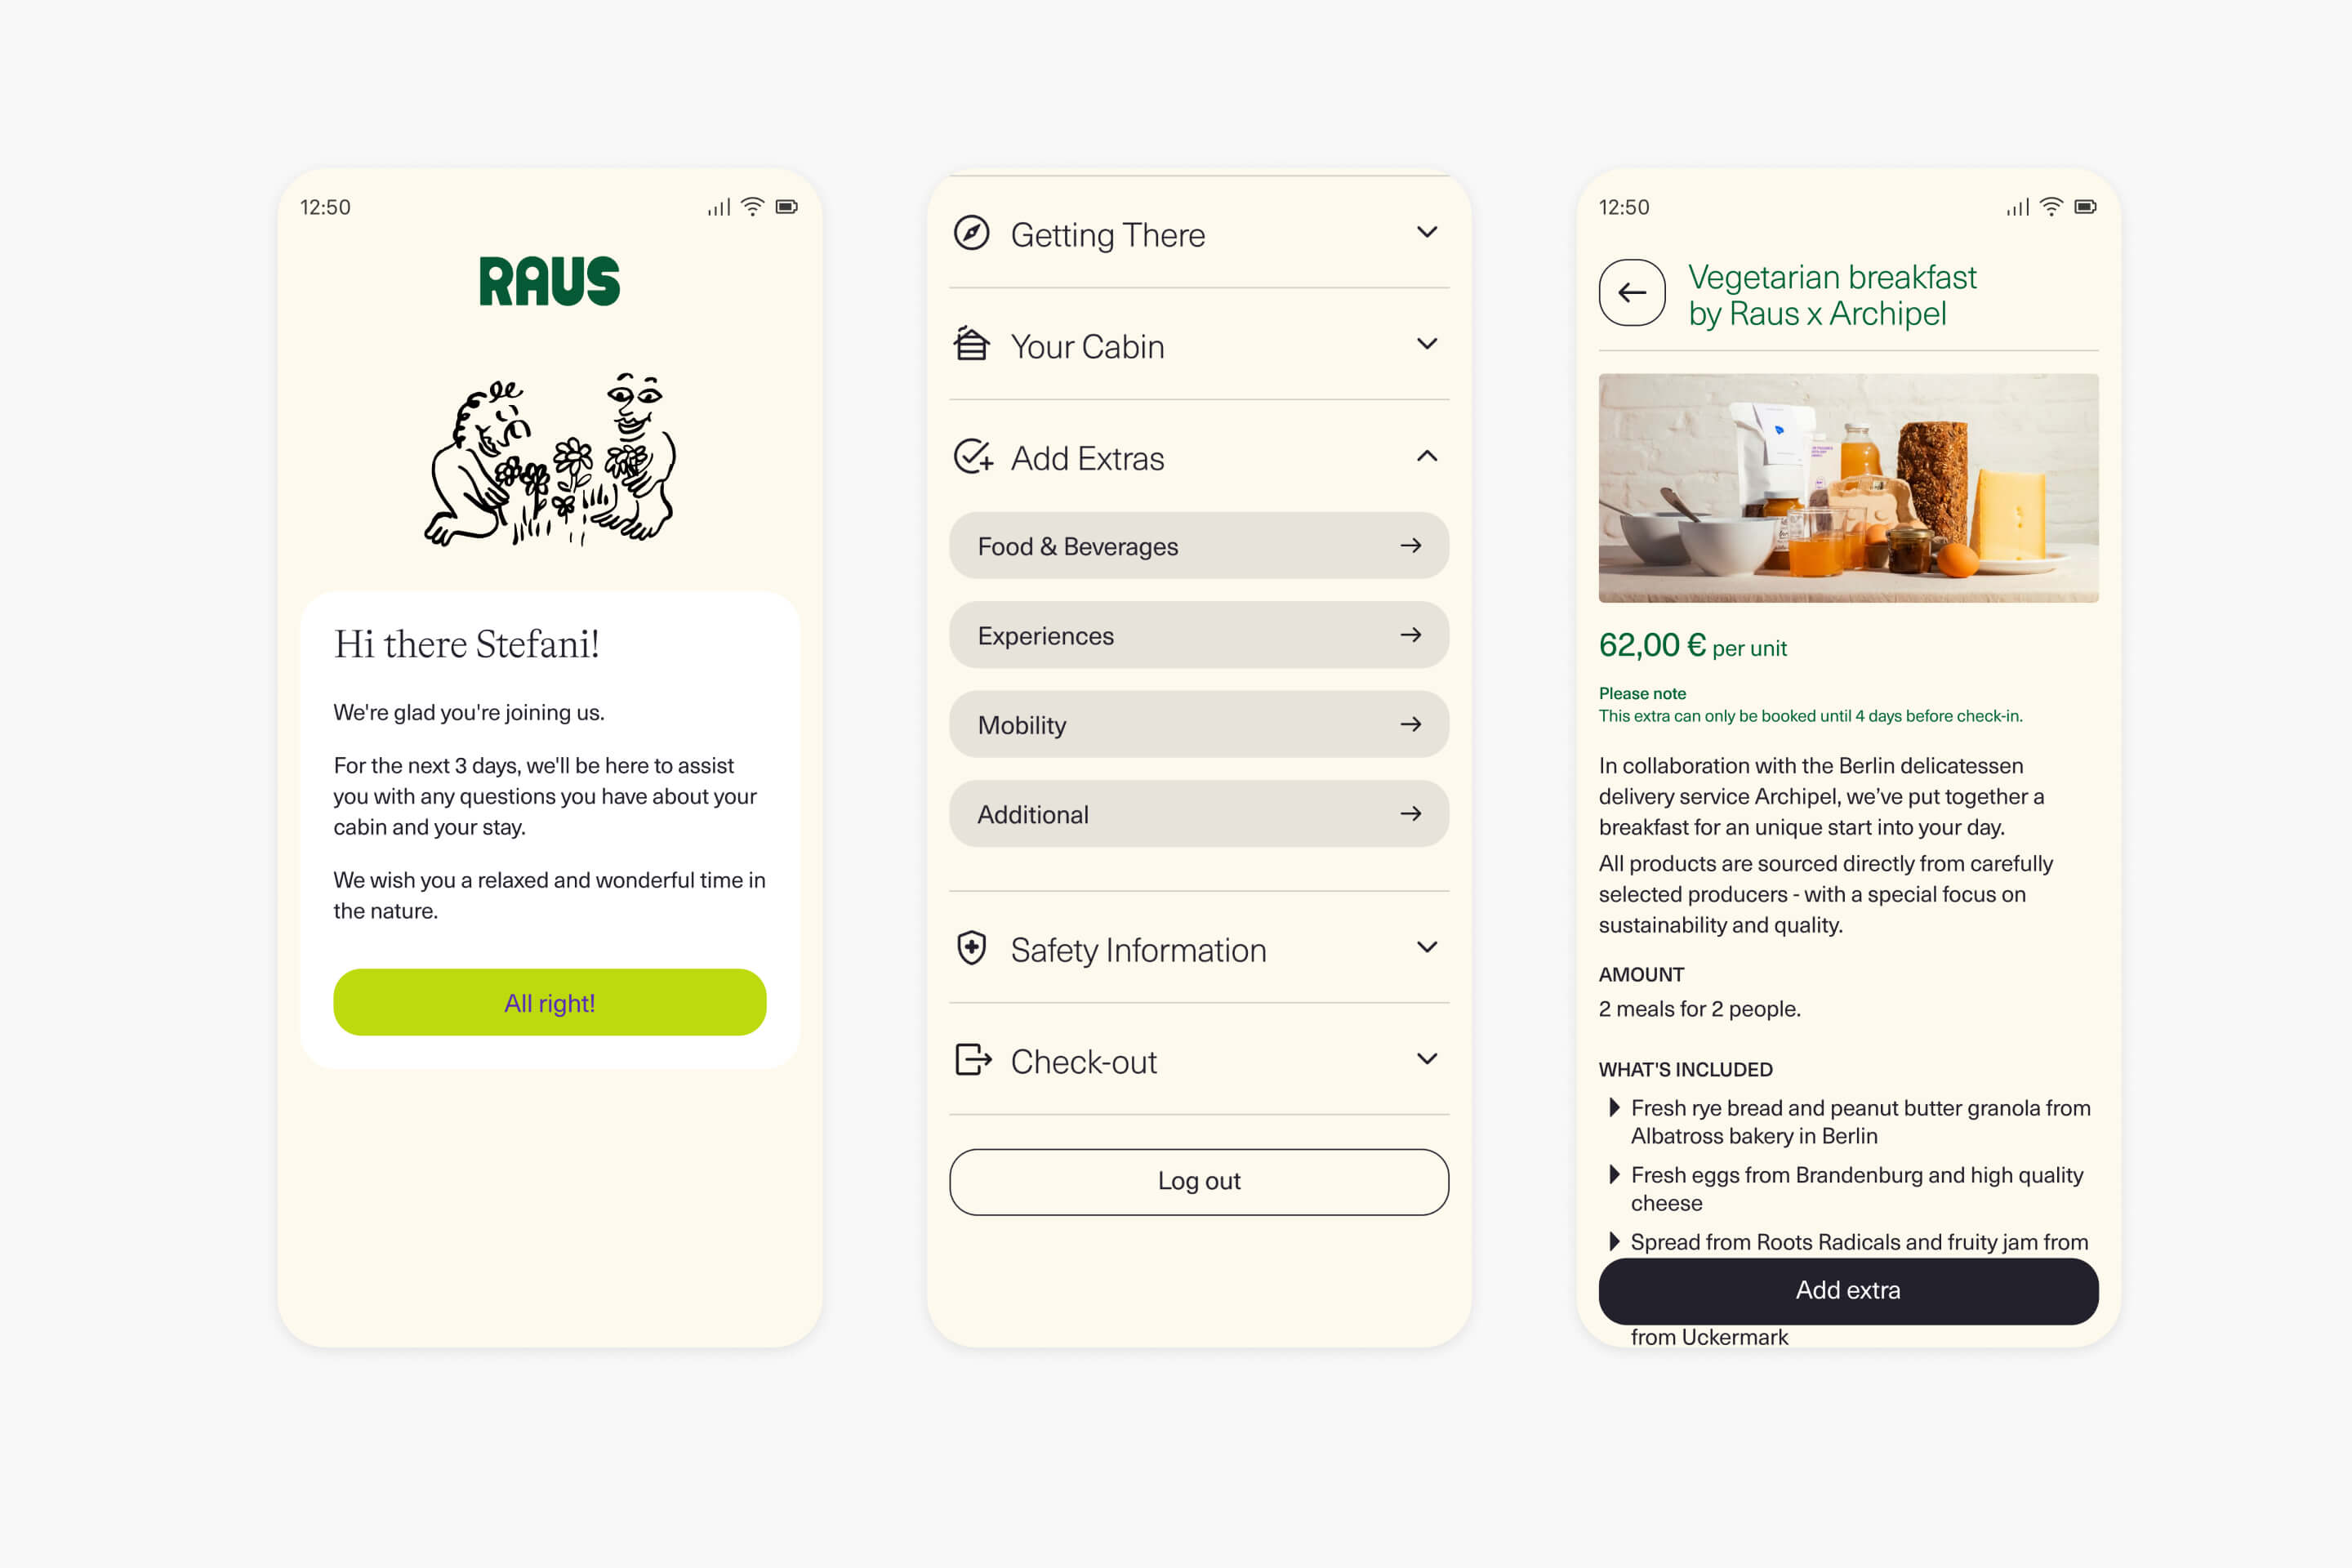 12:50
RAUS
Hi there Stefani!
We're glad you're joining us.
For the next 3 days, we'll be here to assist
you with any questions you have about your
cabin and your stay.
We wish you a relaxed and wonderful time in
the nature.
All right!
Getting There
Your Cabin
Add Extras
Food & Beverages
Experiences
Mobility
Additional
Safety Information
Check-out
Log out
12:50
Vegetarian breakfast
by Raus x Archipel
62,00 € per unit
Please note
This extra can only be booked until 4 days before check-in.
In collaboration with the Berlin delicatessen
delivery service Archipel, we’ve put together a
breakfast for an unique start into your day.
All products are sourced directly from carefully
selected producers - with a special focus on
sustainability and quality.
AMOUNT
2 meals for 2 people.
WHAT'S INCLUDED
Fresh rye bread and peanut butter granola from
Albatross bakery in Berlin
Fresh eggs from Brandenburg and high quality
cheese
Spread from Roots Radicals and fruity jam from
Add extra
from Uckermark